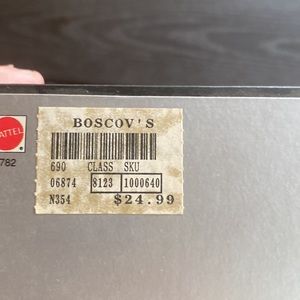 BOSCOV'S
MATTEL
782
690 CLASS SKU
06874 8123 1000640
N354 $24.99